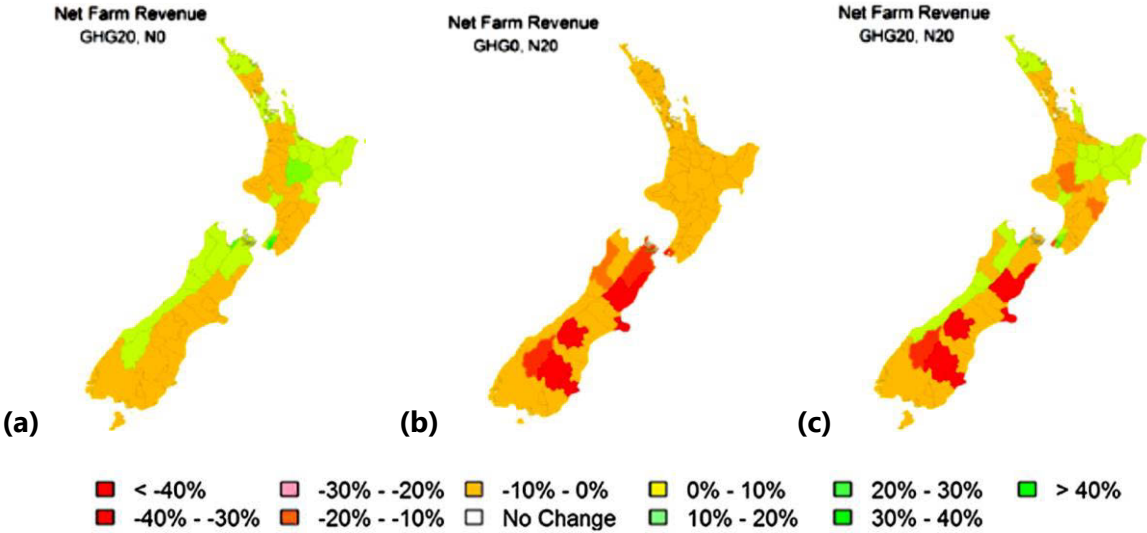 Net Farm Revenue
GHG20, N0
Net Farm Revenue
GHG0, N20
Net Farm Revenue
GHG20, N20
(a)
(b)
(c)
< -40%
-30% - -20%
-10% - 0%
0% - 10%
20% - 30%
> 40%
-40% - -30%
-20% - -10%
No Change
10% - 20%
30% - 40%